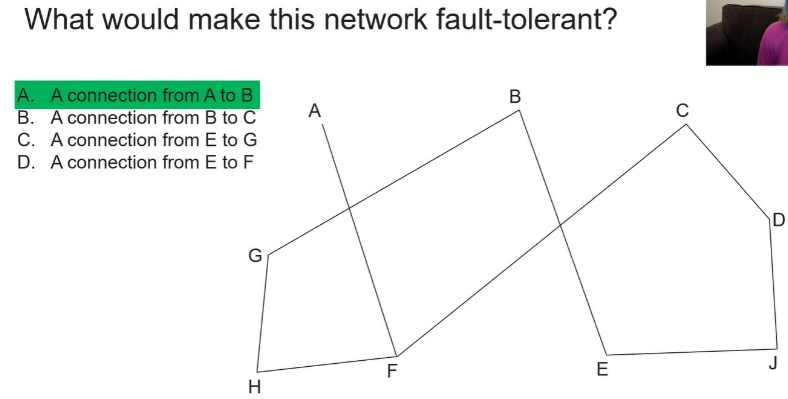 What would make this network fault-tolerant?
A. A connection from A to B
B. A connection from B to C
C. A connection from E to G
D. A connection from E to F
A
B
C
D
G
H
F
E
J